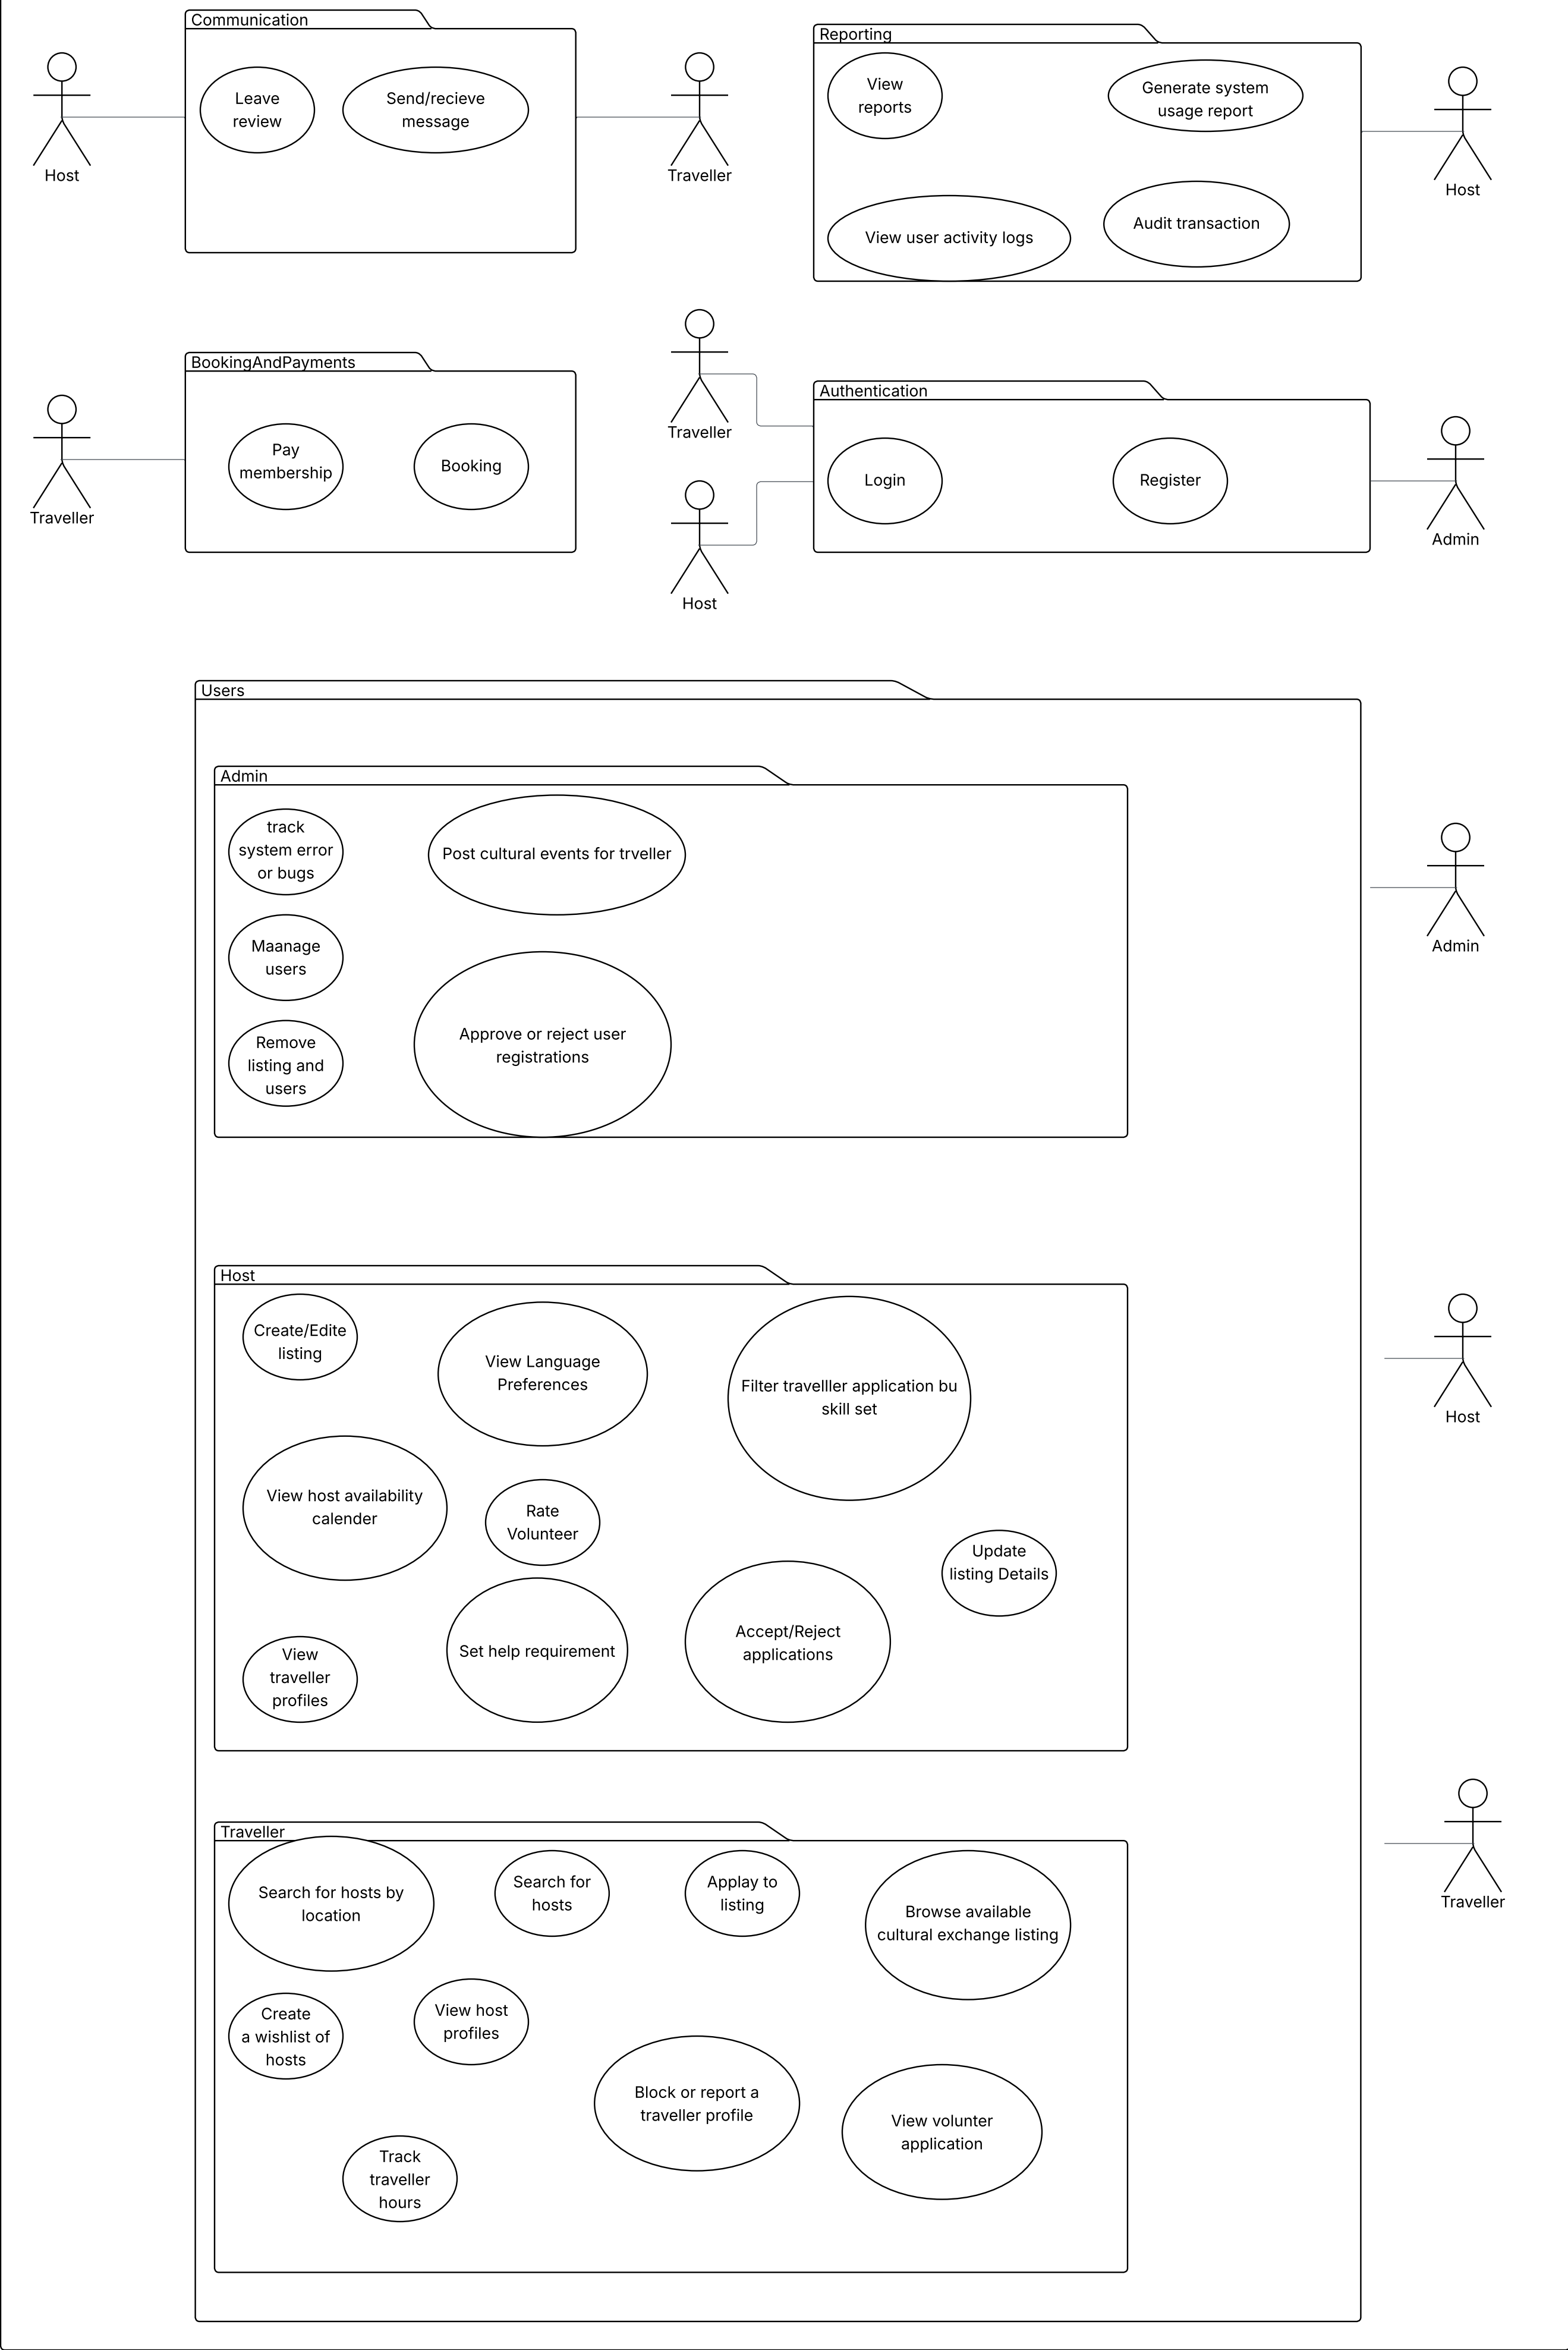 Communication
Leave
review
Send/recieve
message
Host
Traveller
Reporting
View
reports
Generate system
usage report
View user activity logs
Audit transaction
Host
BookingAndPayments
Pay
membership
Booking
Traveller
Traveller
Host
Authentication
Login
Register
Admin
Users
Admin
track
system error
or bugs
Post cultural events for trveller
Maanage
users
Remove
listing and
users
Approve or reject user
registrations
Admin
Host
Create/Edite
listing
View Language
Preferences
Filter travelller application bu
skill set
View host availability
calender
Rate
Volunteer
Update
listing Details
View
traveller
profiles
Set help requirement
Accept/Reject
applications
Host
Traveller
Search for hosts by
location
Search for
hosts
Applay to
listing
Browse available
cultural exchange listing
Create
a wishlist of
hosts
View host
profiles
Block or report a
traveller profile
View volunter
application
Track
traveller
hours
Traveller